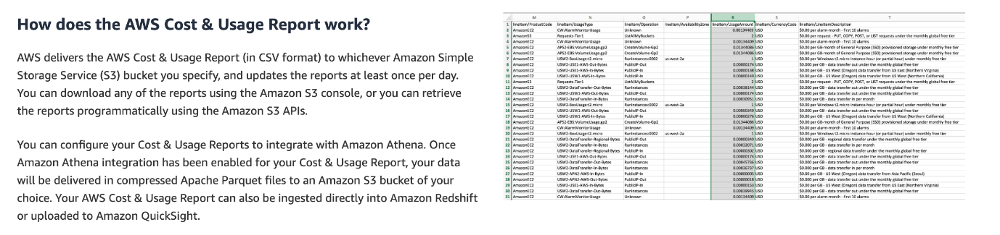 How does the AWS Cost & Usage Report work?
AWS delivers the AWS Cost & Usage Report (in CSV format) to whichever Amazon Simple
Storage Service (S3) bucket you specify, and updates the reports at least once per day.
You can download any of the reports using the Amazon S3 console, or you can retrieve
the reports programmatically using the Amazon S3 APIs.
You can configure your Cost & Usage Reports to integrate with Amazon Athena. Once
Amazon Athena integration has been enabled for your Cost & Usage Report, your data
will be delivered in compressed Apache Parquet files to an Amazon S3 bucket of your
choice. Your AWS Cost & Usage Report can also be ingested directly into Amazon Redshift
or uploaded to Amazon QuickSight.
M N O P R S T
1 lineItem/ProductCode lineItem/UsageType lineItem/Operation lineItem/AvailabilityZone lineItem/UsageAmount lineItem/CurrencyCode lineItem/LineItemDescription
2 AmazonEC2 CW:AlarmMonitorUsage Unknown 0.00134409 USD $0.00 per alarm-month - first 10 alarms
3 AmazonS3 Requests-Tier1 ListAllMyBuckets 2 USD $0.00 per request - PUT, COPY, POST, or LIST requests under the monthly global free tier
4 AmazonEC2 CW:AlarmMonitorUsage Unknown 0.00134409 USD $0.00 per alarm-month - first 10 alarms
5 AmazonEC2 APS2-EBS:VolumeUsage.gp2 CreateVolume-Gp2 0.01344086 USD $0.00 per GB-month of General Purpose (SSD) provisioned storage under monthly free tier
6 AmazonEC2 APS2-EBS:VolumeUsage.gp2 CreateVolume-Gp2 0.01344086 USD $0.00 per GB-month of General Purpose (SSD) provisioned storage under monthly free tier
7 AmazonEC2 USW2-BoxUsage:t2.micro RunInstances:0002 us-west-2a 1 USD $0.00 per Windows t2.micro instance-hour (or partial hour) under monthly free tier
8 AmazonEC2 USW2-USE1-AWS-Out-Bytes PublicIP-Out 0.00000174 USD $0.000 per GB - data transfer out under the monthly global free tier
9 AmazonEC2 USW2-USE1-AWS-In-Bytes PublicIP-In USD $0.00 per GB - US West (Oregon) data transfer from US East (Northern Virginia)
10 AmazonEC2 USW2-USW1-AWS-In-Bytes PublicIP-In 0.00000149 USD $0.00 per GB - US West (Oregon) data transfer from US West (Northern California)
11 AmazonS3 Requests-Tier1 ListAllMyBuckets 2 USD $0.00 per request - PUT, COPY, POST, or LIST requests under the monthly global free tier
12 AmazonEC2 USW2-DataTransfer-Out-Bytes RunInstances 0.00038144 USD $0.000 per GB - data transfer out under the monthly global free tier
13 AmazonEC2 USW2-USW1-AWS-Out-Bytes PublicIP-Out 0.00000174 USD $0.000 per GB - data transfer out under the monthly global free tier
14 AmazonEC2 USW2-DataTransfer-In-Bytes RunInstances 0.00030951 USD $0.000 per GB - data transfer in per month
15 AmazonEC2 USW2-BoxUsage:t2.micro RunInstances:0002 us-west-2a 1 USD $0.00 per Windows t2.micro instance-hour (or partial hour) under monthly free tier
16 AmazonEC2 USW2-USW1-AWS-Out-Bytes PublicIP-Out 0.00000349 USD $0.000 per GB - data transfer out under the monthly global free tier
17 AmazonEC2 USW2-USW1-AWS-In-Bytes PublicIP-In 0.00000276 USD $0.00 per GB - US West (Oregon) data transfer from US West (Northern California)
18 AmazonEC2 APS2-EBS:VolumeUsage.gp2 CreateVolume-Gp2 0.01344086 USD $0.00 per GB-month of General Purpose (SSD) provisioned storage under monthly free tier
19 AmazonEC2 CW:AlarmMonitorUsage Unknown 0.00134409 USD $0.00 per alarm-month - first 10 alarms
20 AmazonEC2 USW2-BoxUsage:t2.micro RunInstances:0002 us-west-2a 1 USD $0.00 per Windows t2.micro instance-hour (or partial hour) under monthly free tier
21 AmazonEC2 USW2-DataTransfer-Regional-Bytes PublicIP-Out 0.00000349 USD $0.000 per GB - regional data transfer under the monthly global free tier
22 AmazonEC2 USW2-DataTransfer-In-Bytes RunInstances 0.00032071 USD $0.000 per GB - data transfer in per month
23 AmazonEC2 USW2-DataTransfer-Regional-Bytes PublicIP-In 0.00000302 USD $0.000 per GB - regional data transfer under the monthly global free tier
24 AmazonEC2 USW2-USE1-AWS-Out-Bytes PublicIP-Out 0.00000174 USD $0.000 per GB - data transfer out under the monthly global free tier
25 AmazonEC2 USW2-DataTransfer-Out-Bytes RunInstances 0.00045736 USD $0.000 per GB - data transfer out under the monthly global free tier
26 AmazonEC2 USW2-DataTransfer-In-Bytes RunInstances 0.00036737 USD $0.000 per GB - data transfer in per month
27 AmazonEC2 USW2-APN2-AWS-In-Bytes PublicIP-In 0.00000005 USD $0.00 per GB - US West (Oregon) data transfer from Asia Pacific (Seoul)
28 AmazonEC2 USW2-APN2-AWS-Out-Bytes PublicIP-Out 0.00000018 USD $0.000 per GB - data transfer out under the monthly global free tier
29 AmazonEC2 USW2-USE1-AWS-In-Bytes PublicIP-In 0.00000153 USD $0.00 per GB - US West (Oregon) data transfer from US East (Northern Virginia)
30 AmazonEC2 USW2-DataTransfer-Out-Bytes RunInstances 0.00039945 USD $0.000 per GB - data transfer out under the monthly global free tier
31 AmazonEC2 CW:AlarmMonitorUsage Unknown 0.00134409 USD $0.00 per alarm-month - first 10 alarms